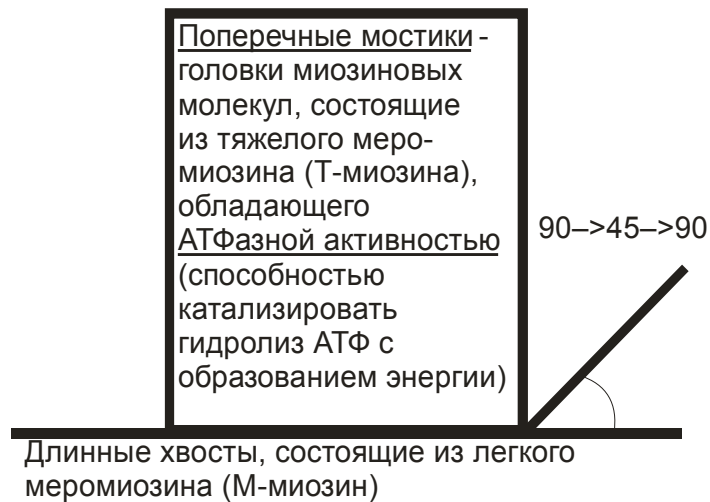 Поперечные мостики -
головки миозиновых
молекул, состоящие
из тяжелого меро-
миозина (Т-миозина),
обладающего
АТФазной активностью
(способностью
катализировать
гидролиз АТФ с
образованием энергии)
90–>45–>90
Длинные хвосты, состоящие из легкого
меромиозина (М-миозин)